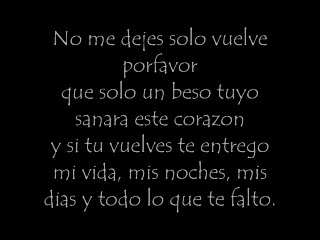 No me dejes solo vuelve
porfavor
que solo un beso tuyo
sanara este corazon
y si tu vuelves te entrego
mi vida, mis noches, mis
dias y todo lo que te falto.